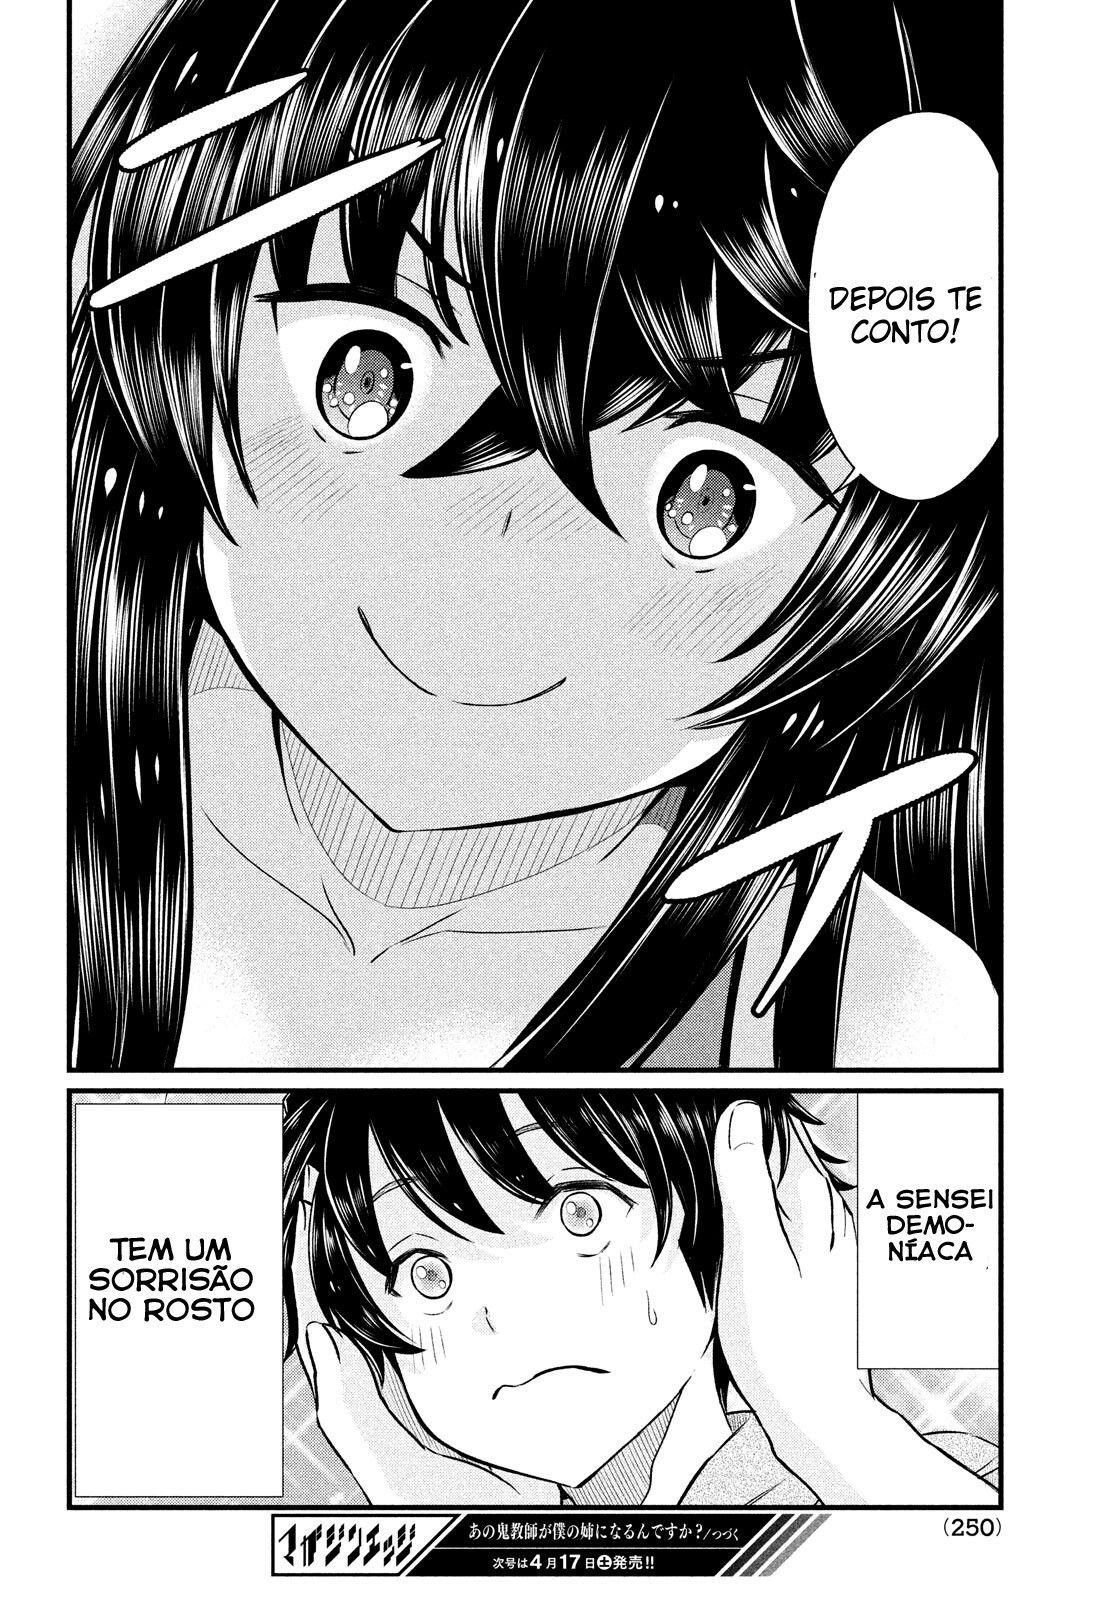 DEPOIS TE
CONTO!
A SENSEI
DEMO-
NÍACA
TEM UM
SORRISÃO
NO ROSTO
マガジンエッジ
あの鬼教師が僕の姉になるんですか?/つづく
次号は4月17日㊏発売!!
(250)